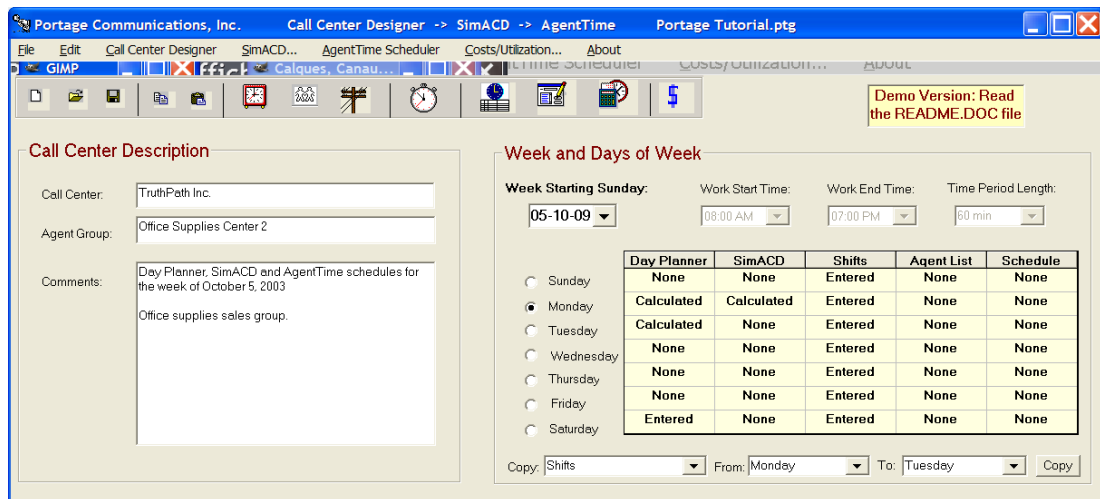 Portage Communications, Inc. Call Center Designer -> SimACD -> AgentTime Portage Tutorial.ptg
File Edit Call Center Designer SimACD... AgentTime Scheduler Costs/Utilization... About
GIMP Calques, Canau... Time Scheduler Costs/Utilization... About
Demo Version: Read
the README.DOC file
Call Center Description
Call Center: TruthPath Inc.
Agent Group: Office Supplies Center 2
Comments: Day Planner, SimACD and AgentTime schedules for
the week of October 5, 2003
Office supplies sales group.
Week and Days of Week
Week Starting Sunday: Work Start Time: Work End Time: Time Period Length:
05-10-09 08:00 AM 07:00 PM 60 min
Day Planner SimACD Shifts Agent List Schedule
Sunday None None Entered None None
Monday Calculated Calculated Entered None None
Tuesday Calculated None Entered None None
Wednesday None None Entered None None
Thursday None None Entered None None
Friday None None Entered None None
Saturday Entered None Entered None None
Copy: Shifts From: Monday To: Tuesday Copy